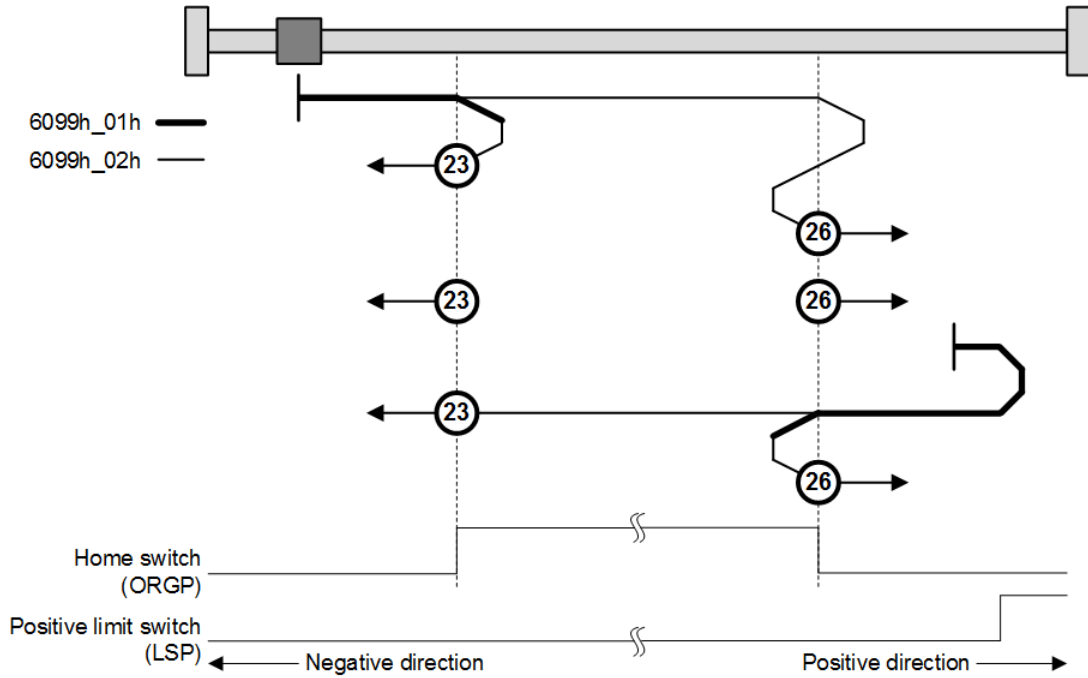 6099h_01h
6099h_02h
23
26
23
26
23
26
Home switch
(ORGP)
Positive limit switch
(LSP)
Negative direction
Positive direction